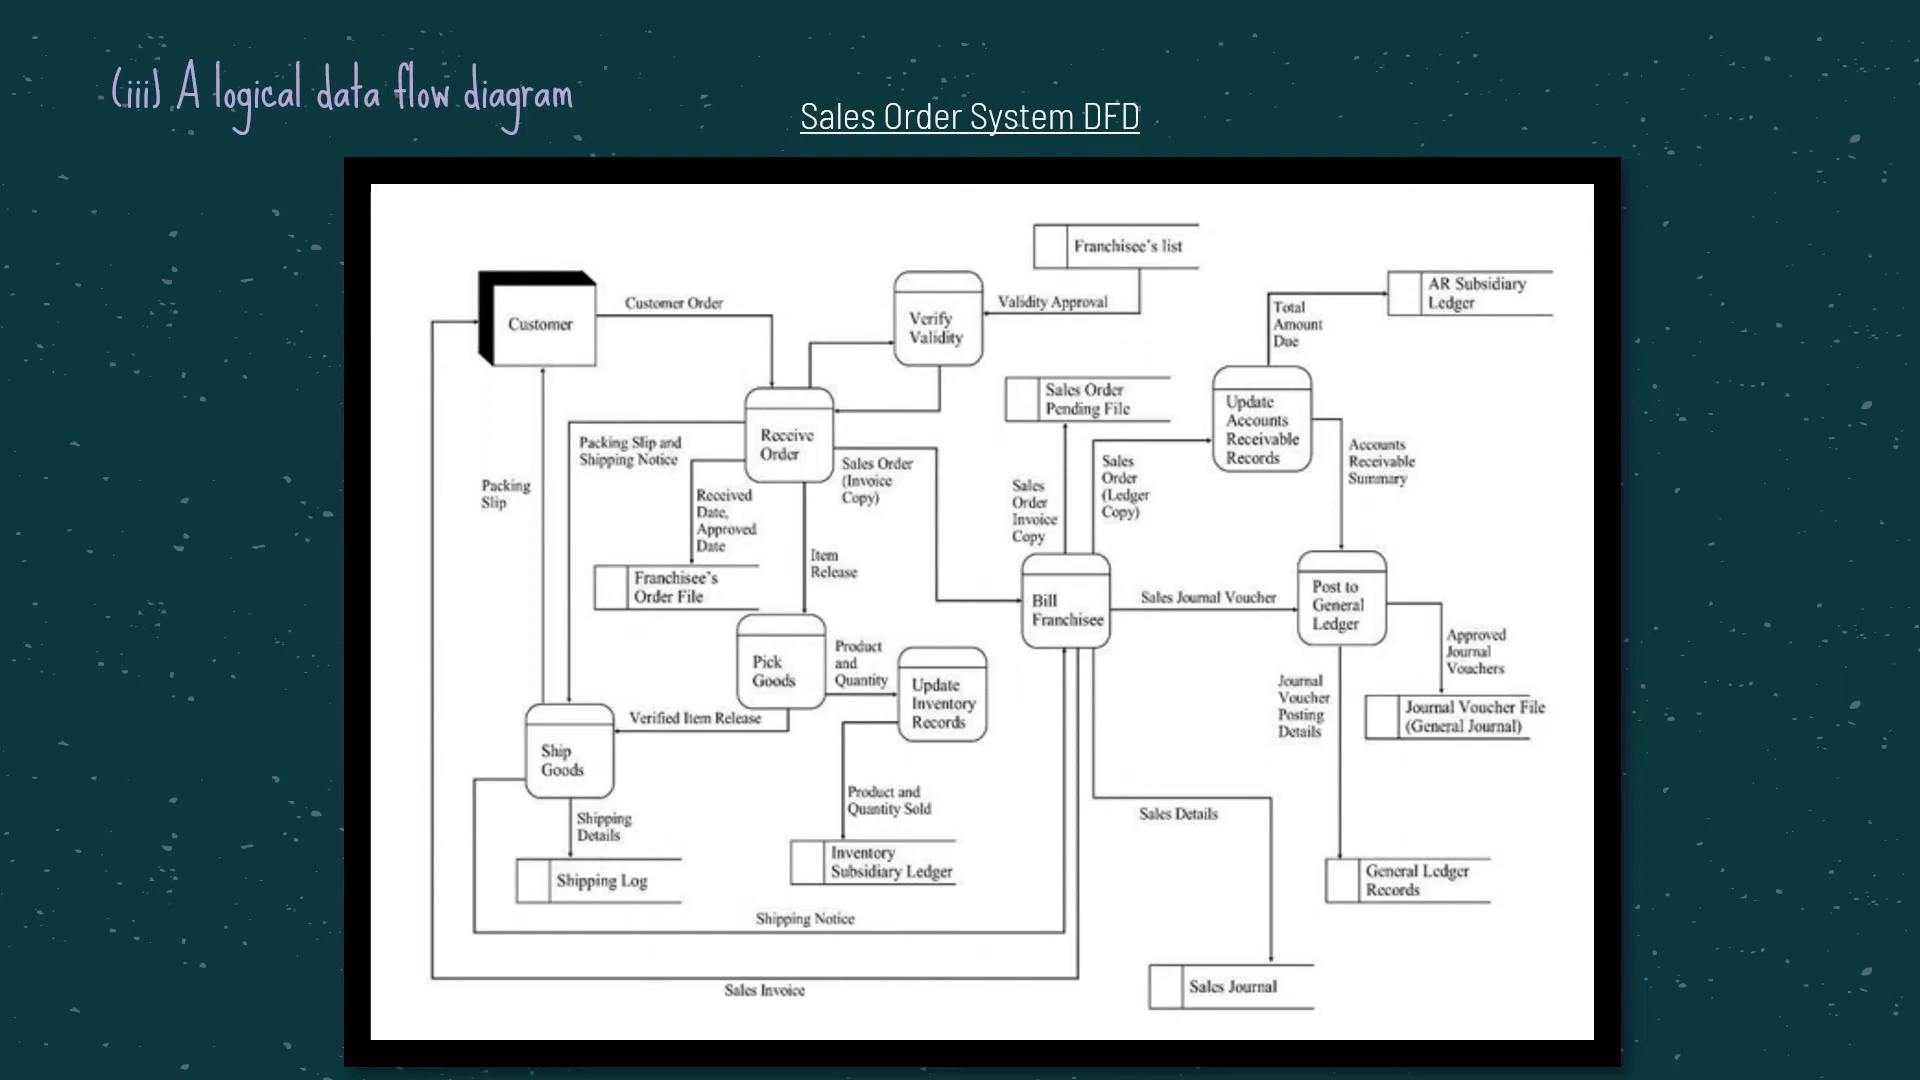 (iii) A logical data flow diagram
Sales Order System DFD
Franchisee's list
Customer
Customer Order
Verify
Validity
Validity Approval
AR Subsidiary
Ledger
Total
Amount
Due
Sales Order
Pending File
Update
Accounts
Receivable
Records
Receive
Order
Packing Slip and
Shipping Notice
Packing
Slip
Received
Date,
Approved
Date
Sales Order
(Invoice
Copy)
Sales
Order
Invoice
Copy
Sales
Order
(Ledger
Copy)
Accounts
Receivable
Summary
Item
Release
Franchisee's
Order File
Bill
Franchisee
Sales Journal Voucher
Post to
General
Ledger
Approved
Journal
Vouchers
Pick
Goods
Product
and
Quantity
Update
Inventory
Records
Journal
Voucher
Posting
Details
Journal Voucher File
(General Journal)
Verified Item Release
Ship
Goods
Shipping
Details
Product and
Quantity Sold
Sales Details
Shipping Log
Inventory
Subsidiary Ledger
General Ledger
Records
Shipping Notice
Sales Invoice
Sales Journal